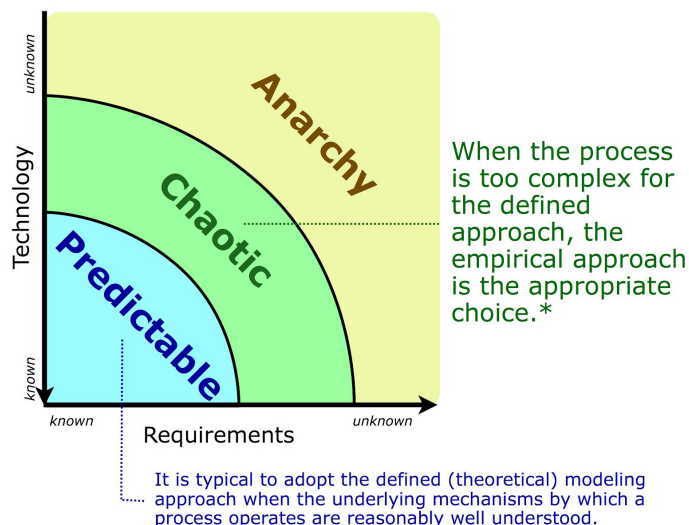 unknown
Technology
known
Anarchy
Chaotic
Predictable
known
unknown
Requirements
When the process
is too complex for
the defined
approach, the
empirical approach
is the appropriate
choice.*
It is typical to adopt the defined (theoretical) modeling
approach when the underlying mechanisms by which a
process operates are reasonably well understood.